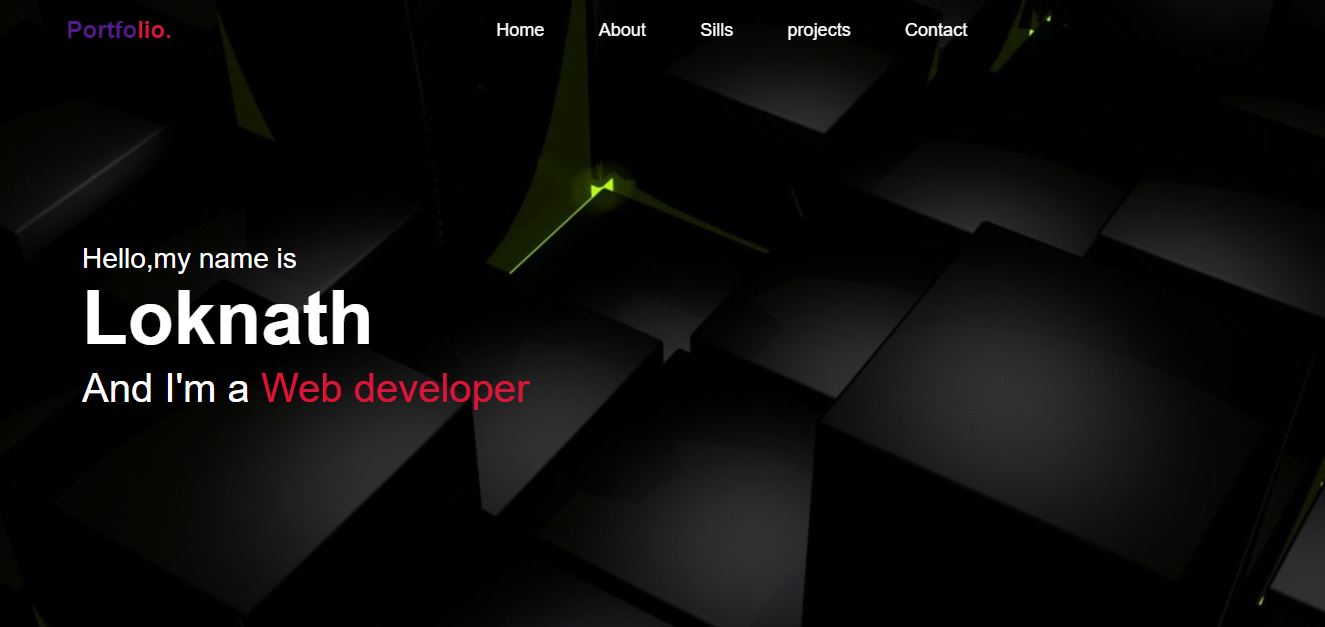 Portfolio. Home About Sills projects Contact
Hello,my name is
Loknath
And I'm a Web developer